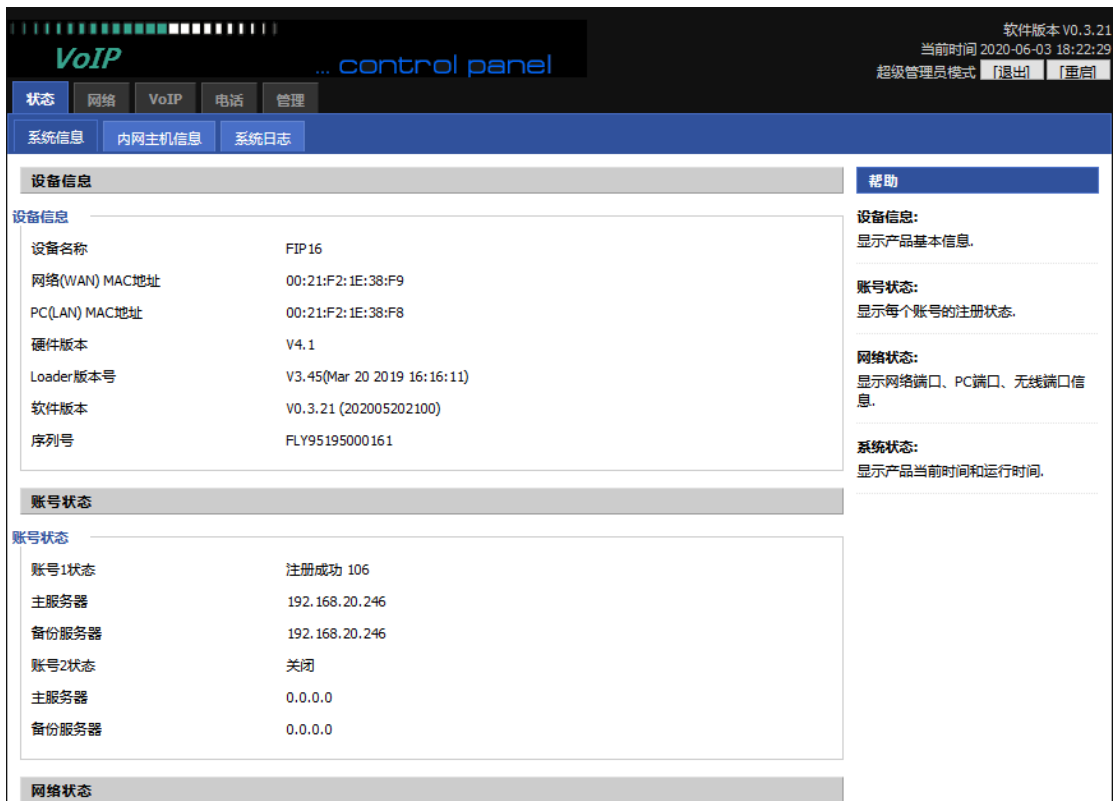 VoIP
... control panel
软件版本 V0.3.21
当前时间 2020-06-03 18:22:29
超级管理员模式 [退出] [重启]
状态 网络 VoIP 电话 管理
系统信息 内网主机信息 系统日志
设备信息
设备信息
设备名称 FIP16
网络(WAN) MAC地址 00:21:F2:1E:38:F9
PC(LAN) MAC地址 00:21:F2:1E:38:F8
硬件版本 V4.1
Loader版本号 V3.45(Mar 20 2019 16:16:11)
软件版本 V0.3.21 (202005202100)
序列号 FLY95195000161
账号状态
账号状态
账号1状态 注册成功 106
主服务器 192.168.20.246
备份服务器 192.168.20.246
账号2状态 关闭
主服务器 0.0.0.0
备份服务器 0.0.0.0
网络状态
帮助
设备信息:
显示产品基本信息.
账号状态:
显示每个账号的注册状态.
网络状态:
显示网络端口、PC端口、无线端口信
息.
系统状态:
显示产品当前时间和运行时间.